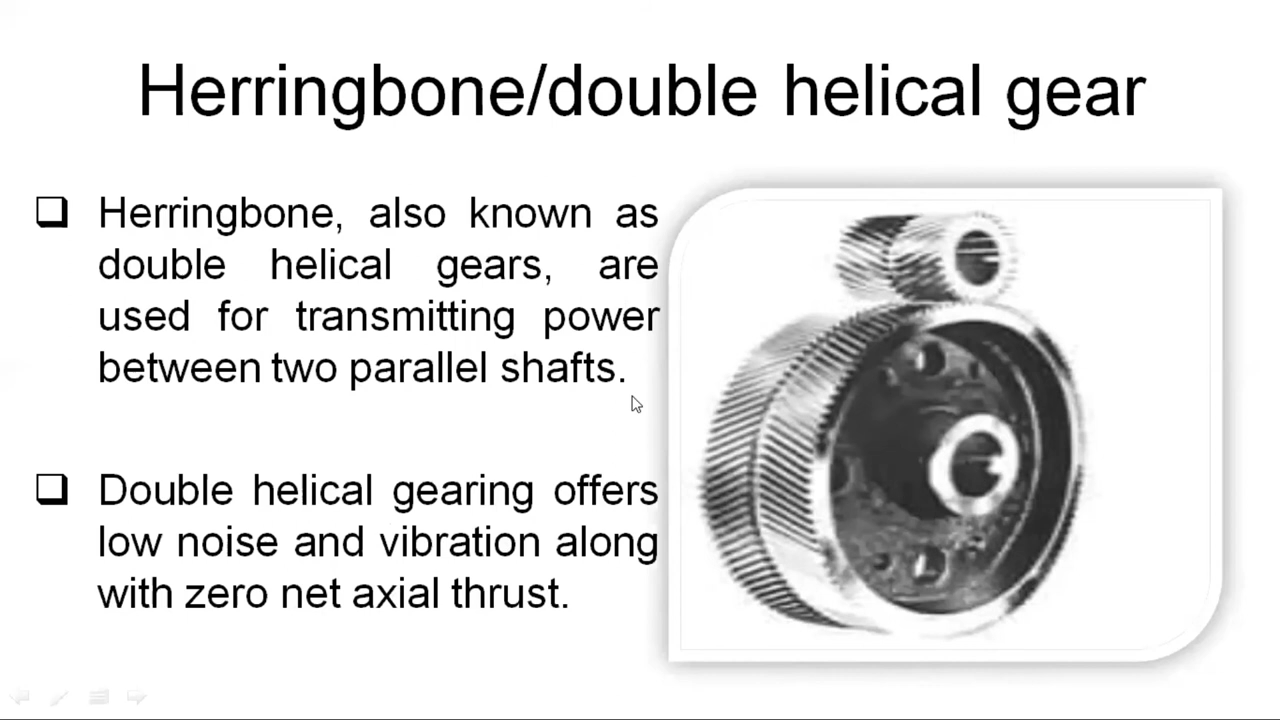 Herringbone/double helical gear
Herringbone, also known as
double helical gears, are
used for transmitting power
between two parallel shafts.
Double helical gearing offers
low noise and vibration along
with zero net axial thrust.